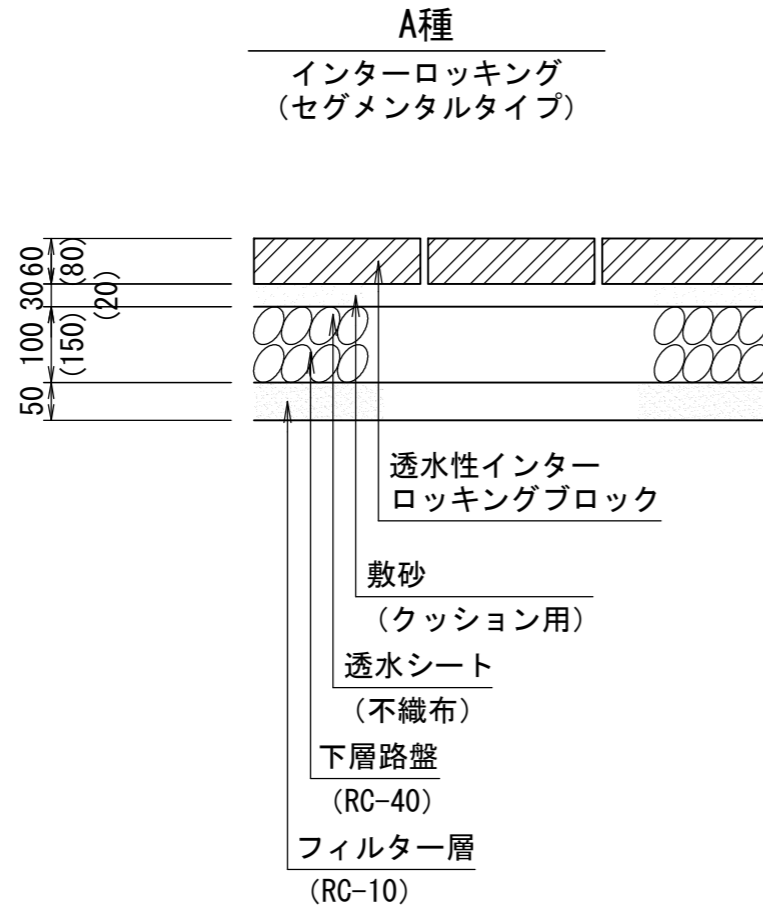 A種
インターロッキング
(セグメンタルタイプ)
60
(80)
30
(20)
100
(150)
50
透水性インター
ロッキングブロック
敷砂
(クッション用)
透水シート
(不織布)
下層路盤
(RC-40)
フィルター層
(RC-10)